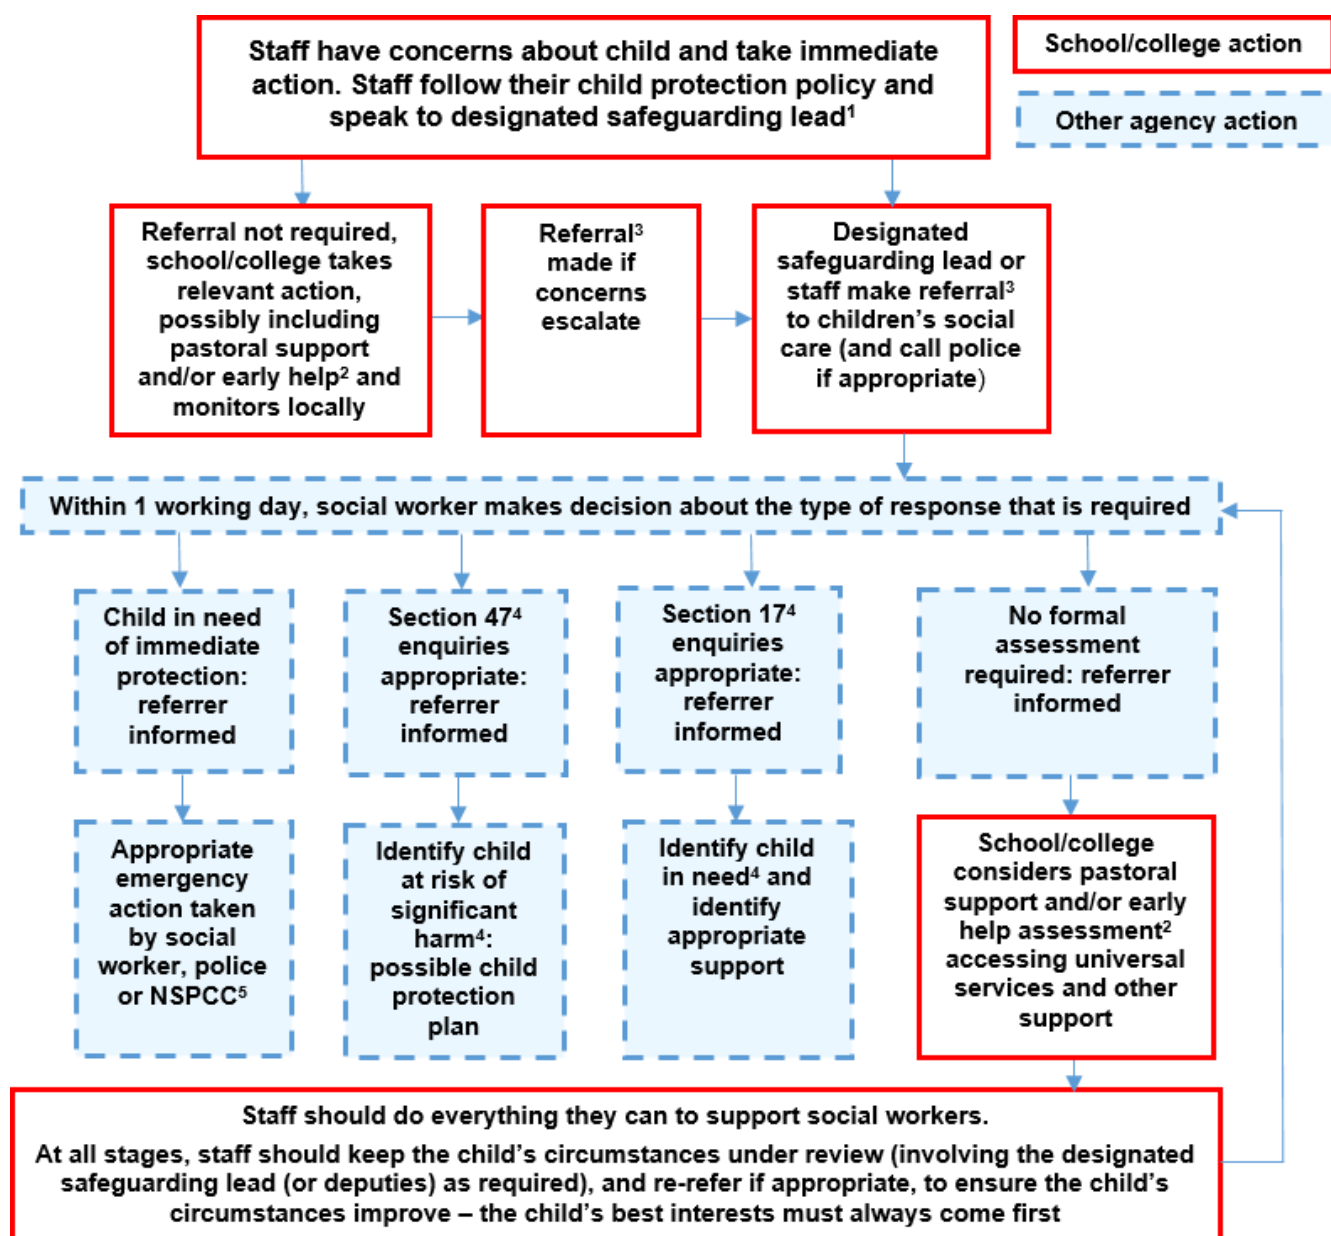 Staff have concerns about child and take immediate
action. Staff follow their child protection policy and
speak to designated safeguarding lead¹
School/college action
Other agency action
Referral not required,
school/college takes
relevant action,
possibly including
pastoral support
and/or early help² and
monitors locally
Referral³
made if
concerns
escalate
Designated
safeguarding lead or
staff make referral³
to children’s social
care (and call police
if appropriate)
Within 1 working day, social worker makes decision about the type of response that is required
Child in need
of immediate
protection:
referrer
informed
Section 47⁴
enquiries
appropriate:
referrer
informed
Section 17⁴
enquiries
appropriate:
referrer
informed
No formal
assessment
required: referrer
informed
Appropriate
emergency
action taken
by social
worker, police
or NSPCC⁵
Identify child
at risk of
significant
harm⁴:
possible child
protection
plan
Identify child
in need⁴ and
identify
appropriate
support
School/college
considers pastoral
support and/or early
help assessment²
accessing universal
services and other
support
Staff should do everything they can to support social workers.
At all stages, staff should keep the child’s circumstances under review (involving the designated
safeguarding lead (or deputies) as required), and re-refer if appropriate, to ensure the child’s
circumstances improve – the child’s best interests must always come first